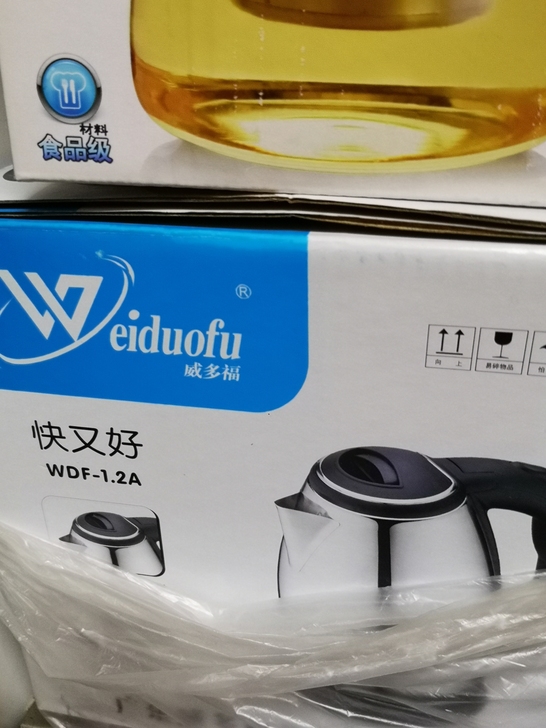 材料
食品级
Weiduofu®
威多福
快又好
WDF-1.2A
向上
易碎物品
怕